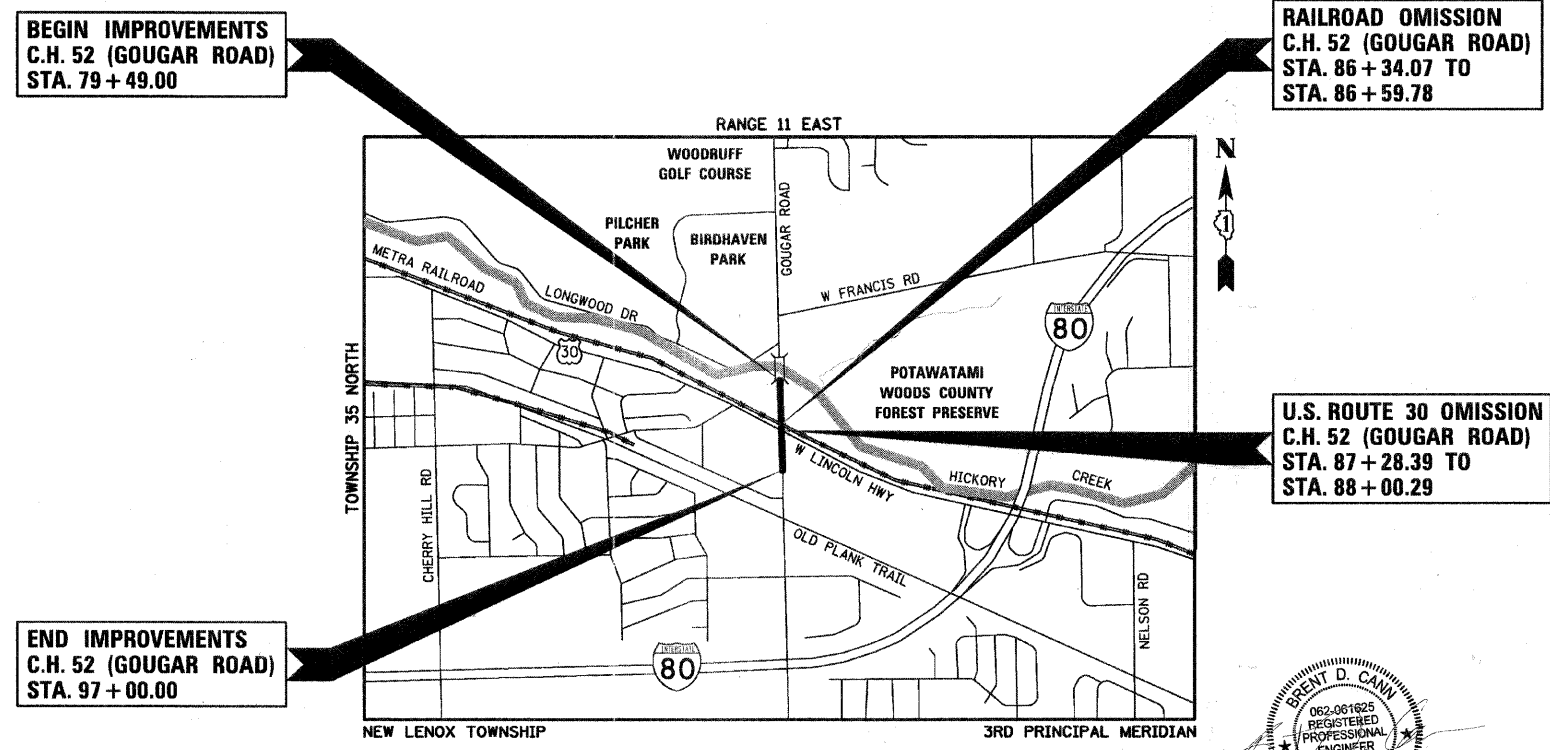 BEGIN IMPROVEMENTS
C.H. 52 (GOUGAR ROAD)
STA. 79+49.00
RAILROAD OMISSION
C.H. 52 (GOUGAR ROAD)
STA. 86+34.07 TO
STA. 86+59.78
RANGE 11 EAST
N
1
WOODRUFF
GOLF COURSE
GOUGAR ROAD
PILCHER
PARK
BIRDHAVEN
PARK
METRA RAILROAD
LONGWOOD DR
W FRANCIS RD
INTERSTATE
80
30
TOWNSHIP 35 NORTH
POTAWATAMI
WOODS COUNTY
FOREST PRESERVE
U.S. ROUTE 30 OMISSION
C.H. 52 (GOUGAR ROAD)
STA. 87+28.39 TO
STA. 88+00.29
W LINCOLN HWY
HICKORY CREEK
CHERRY HILL RD
OLD PLANK TRAIL
NELSON RD
END IMPROVEMENTS
C.H. 52 (GOUGAR ROAD)
STA. 97+00.00
INTERSTATE
80
NEW LENOX TOWNSHIP
3RD PRINCIPAL MERIDIAN
BRENT D. CANN
062-061625
REGISTERED
PROFESSIONAL
ENGINEER